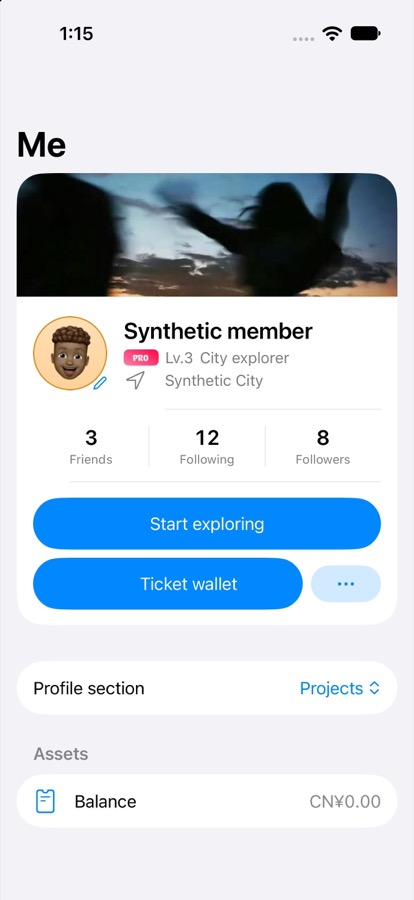 1:15
Me
Synthetic member
PRO Lv.3 City explorer
Synthetic City
3 12 8
Friends Following Followers
Start exploring
Ticket wallet ...
Profile section Projects
Assets
Balance CN¥0.00